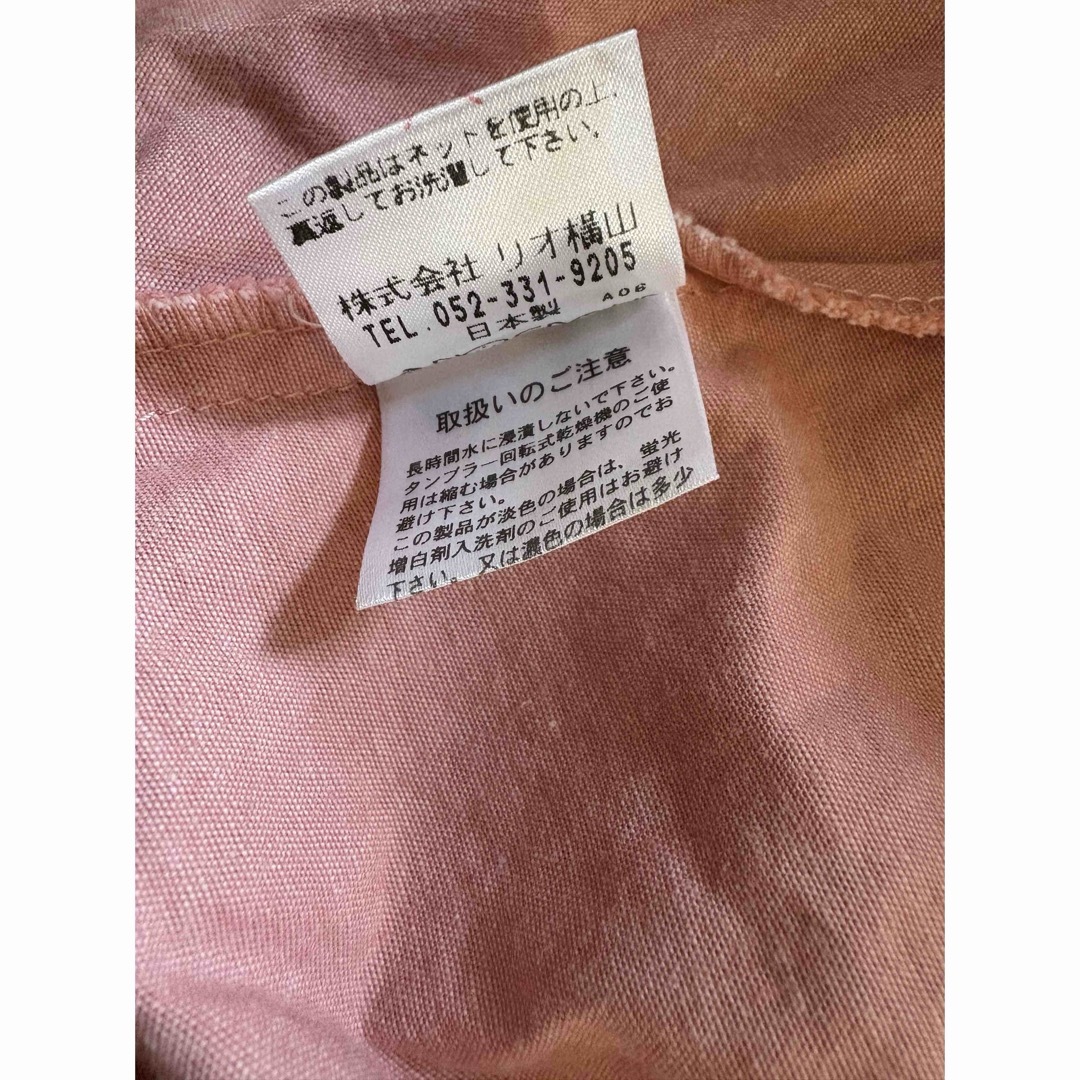 この製品はネットを使用の上、
裏返してお洗濯して下さい。
株式会社 リオ横山
TEL.052-331-9205
日本製 A06
取扱いのご注意
長時間水に浸漬しないで下さい。
タンブラー回転式乾燥機のご使
用は縮む場合がありますのでお
避け下さい。
この製品が淡色の場合は、蛍光
増白剤入洗剤のご使用はお避け
下さい。又は濃色の場合は多少